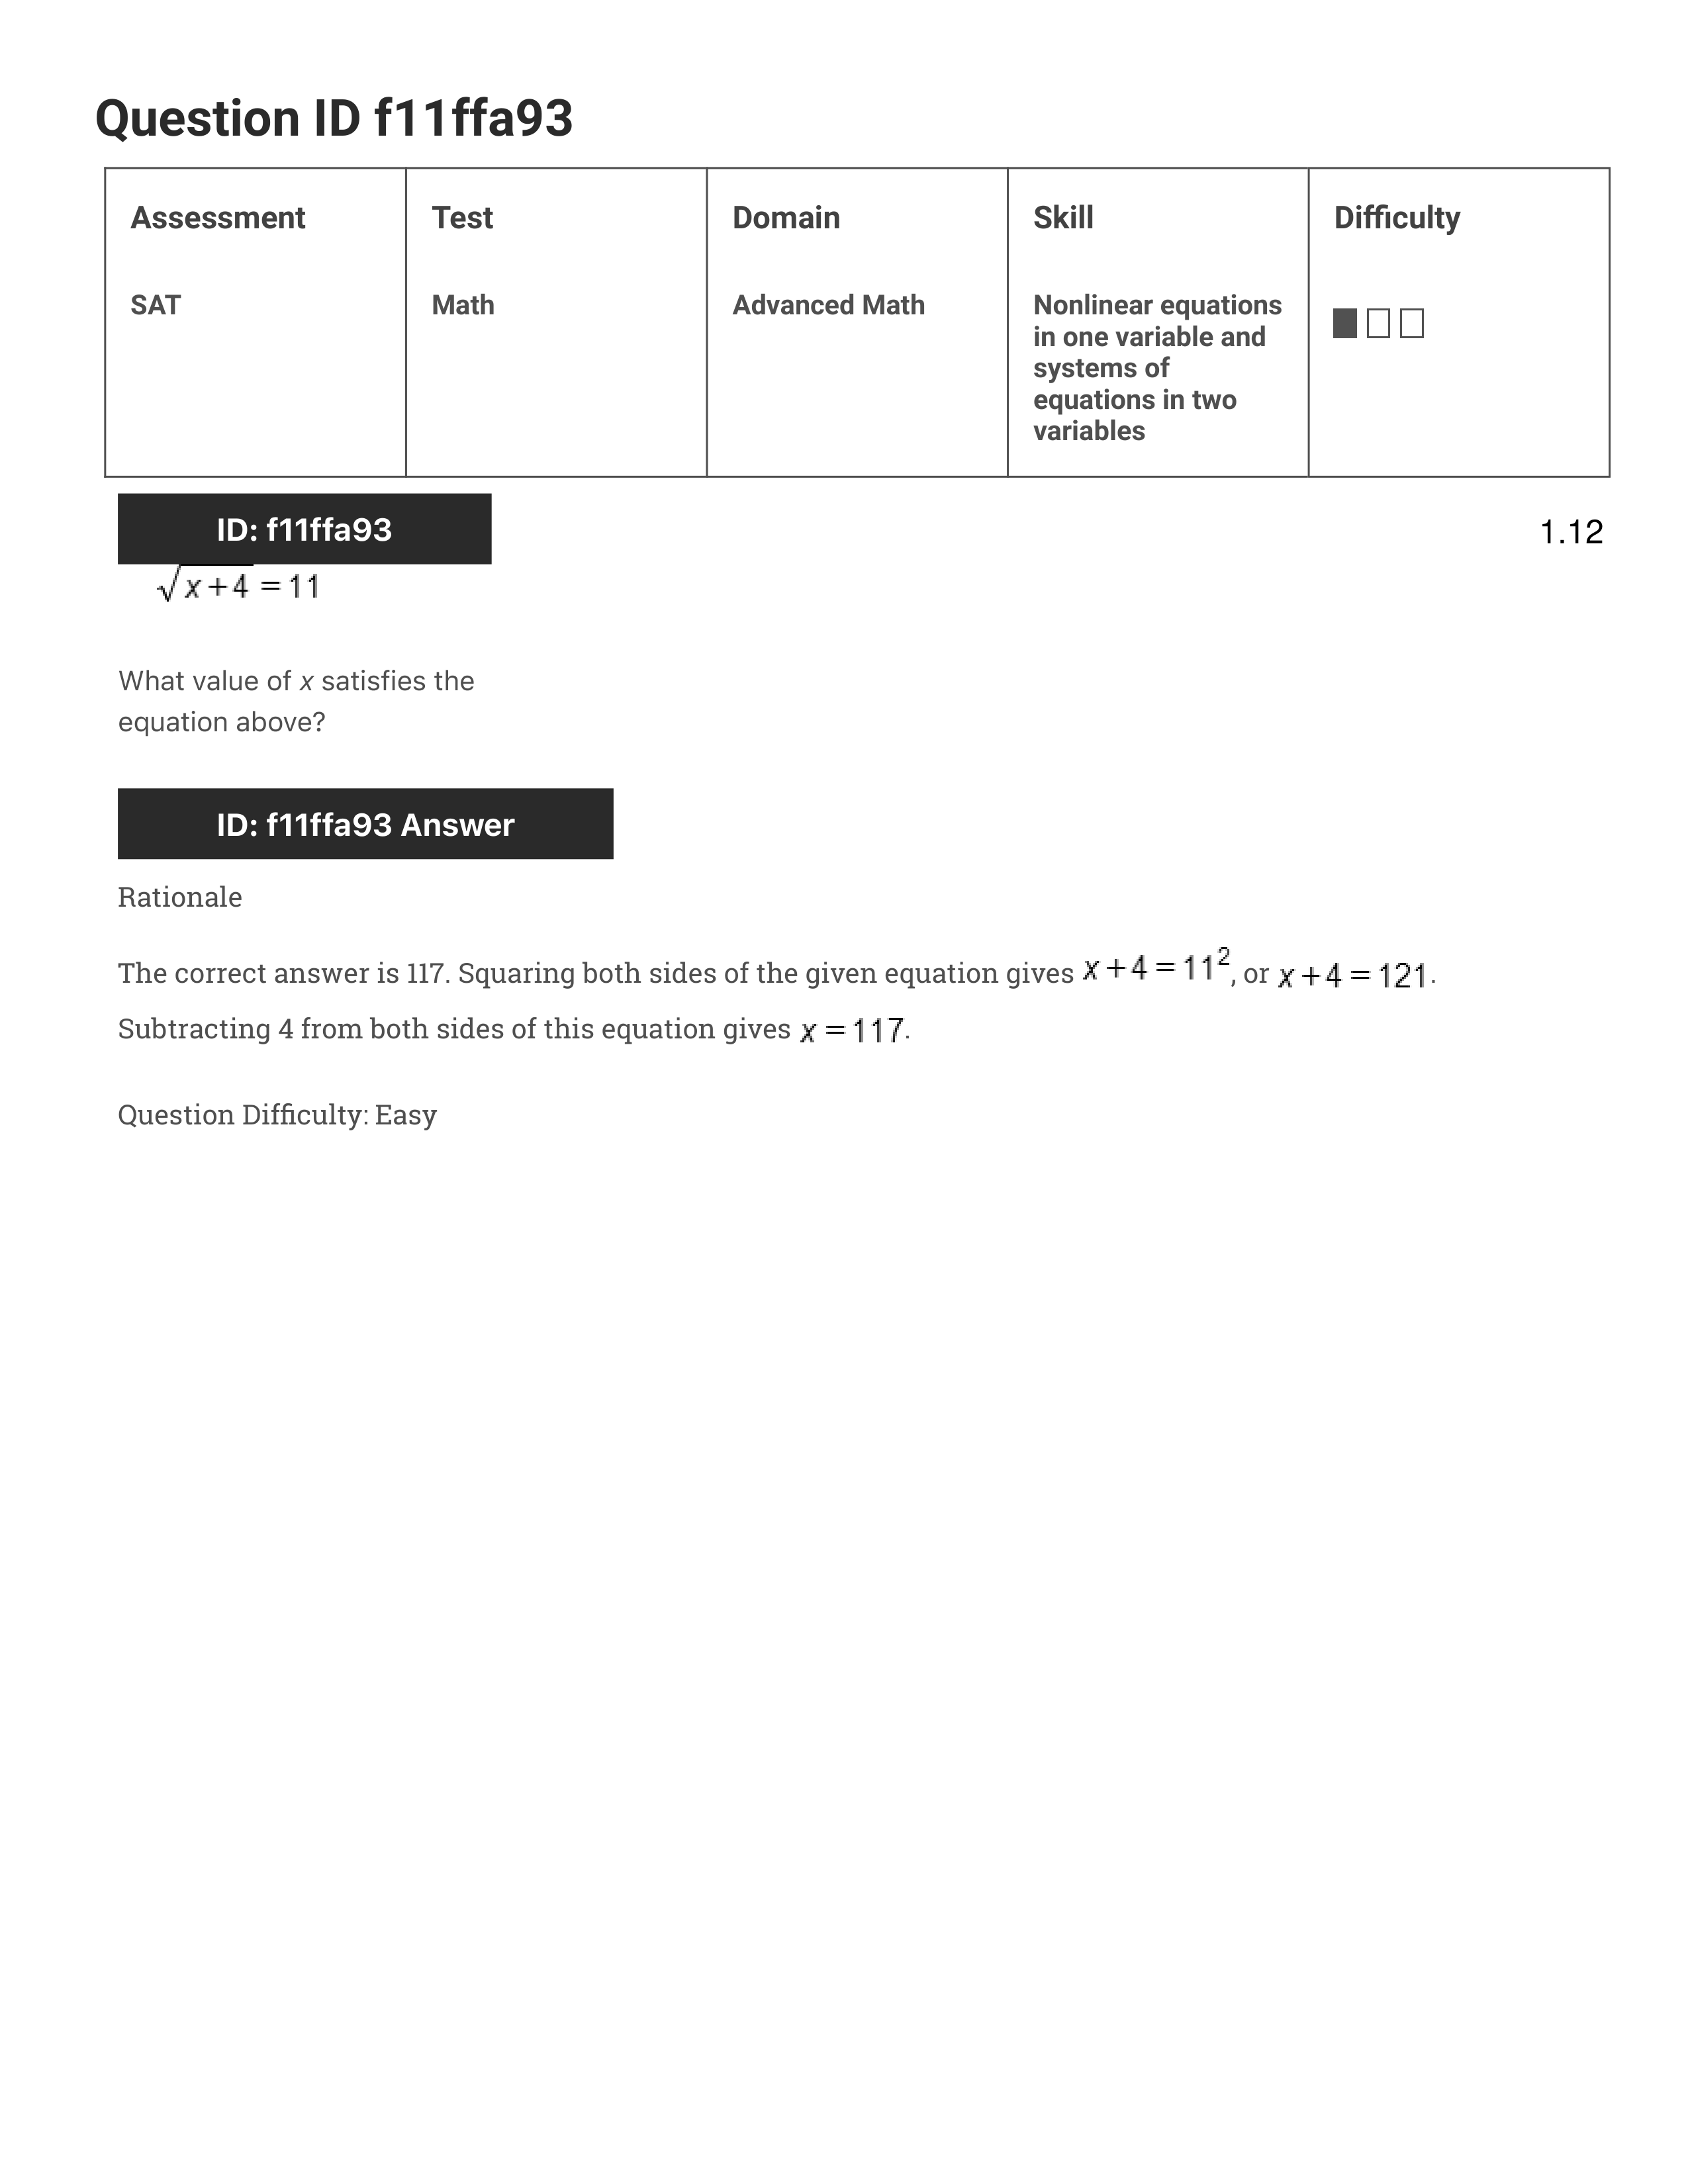 Question ID f11ffa93
Assessment Test Domain Skill Difficulty
SAT Math Advanced Math Nonlinear equations
in one variable and
systems of
equations in two
variables
ID: f11ffa93
1.12
√x+4 = 11
What value of x satisfies the
equation above?
ID: f11ffa93 Answer
Rationale
The correct answer is 117. Squaring both sides of the given equation gives x+4 = 11², or x+4 = 121.
Subtracting 4 from both sides of this equation gives x = 117.
Question Difficulty: Easy